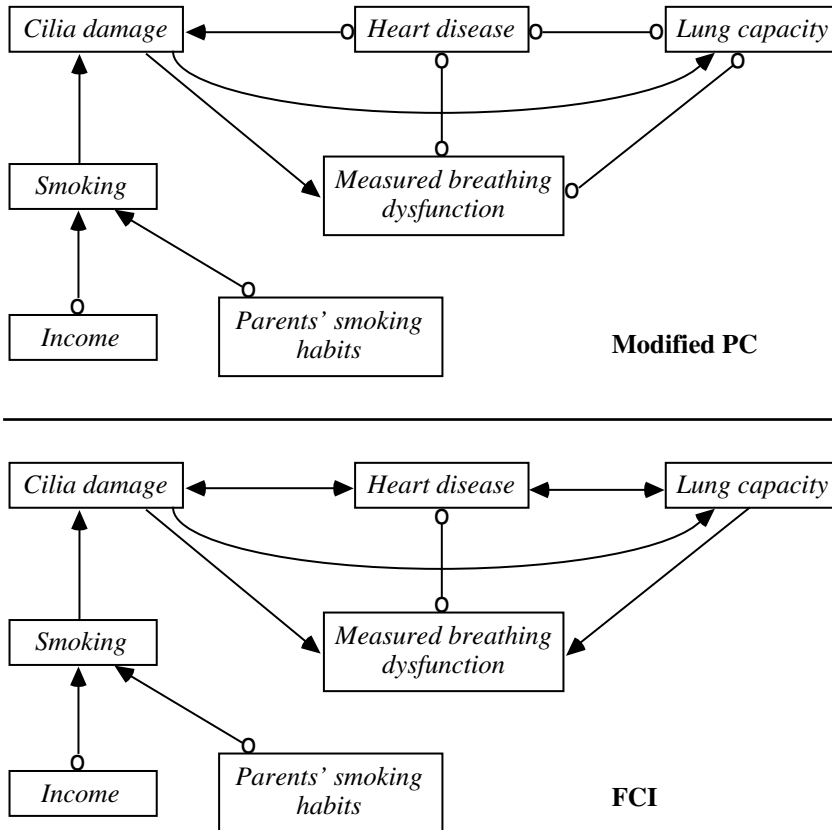 Cilia damage
Heart disease
Lung capacity
Smoking
Measured breathing
dysfunction
Income
Parents’ smoking
habits
Modified PC
Cilia damage
Heart disease
Lung capacity
Smoking
Measured breathing
dysfunction
Income
Parents’ smoking
habits
FCI